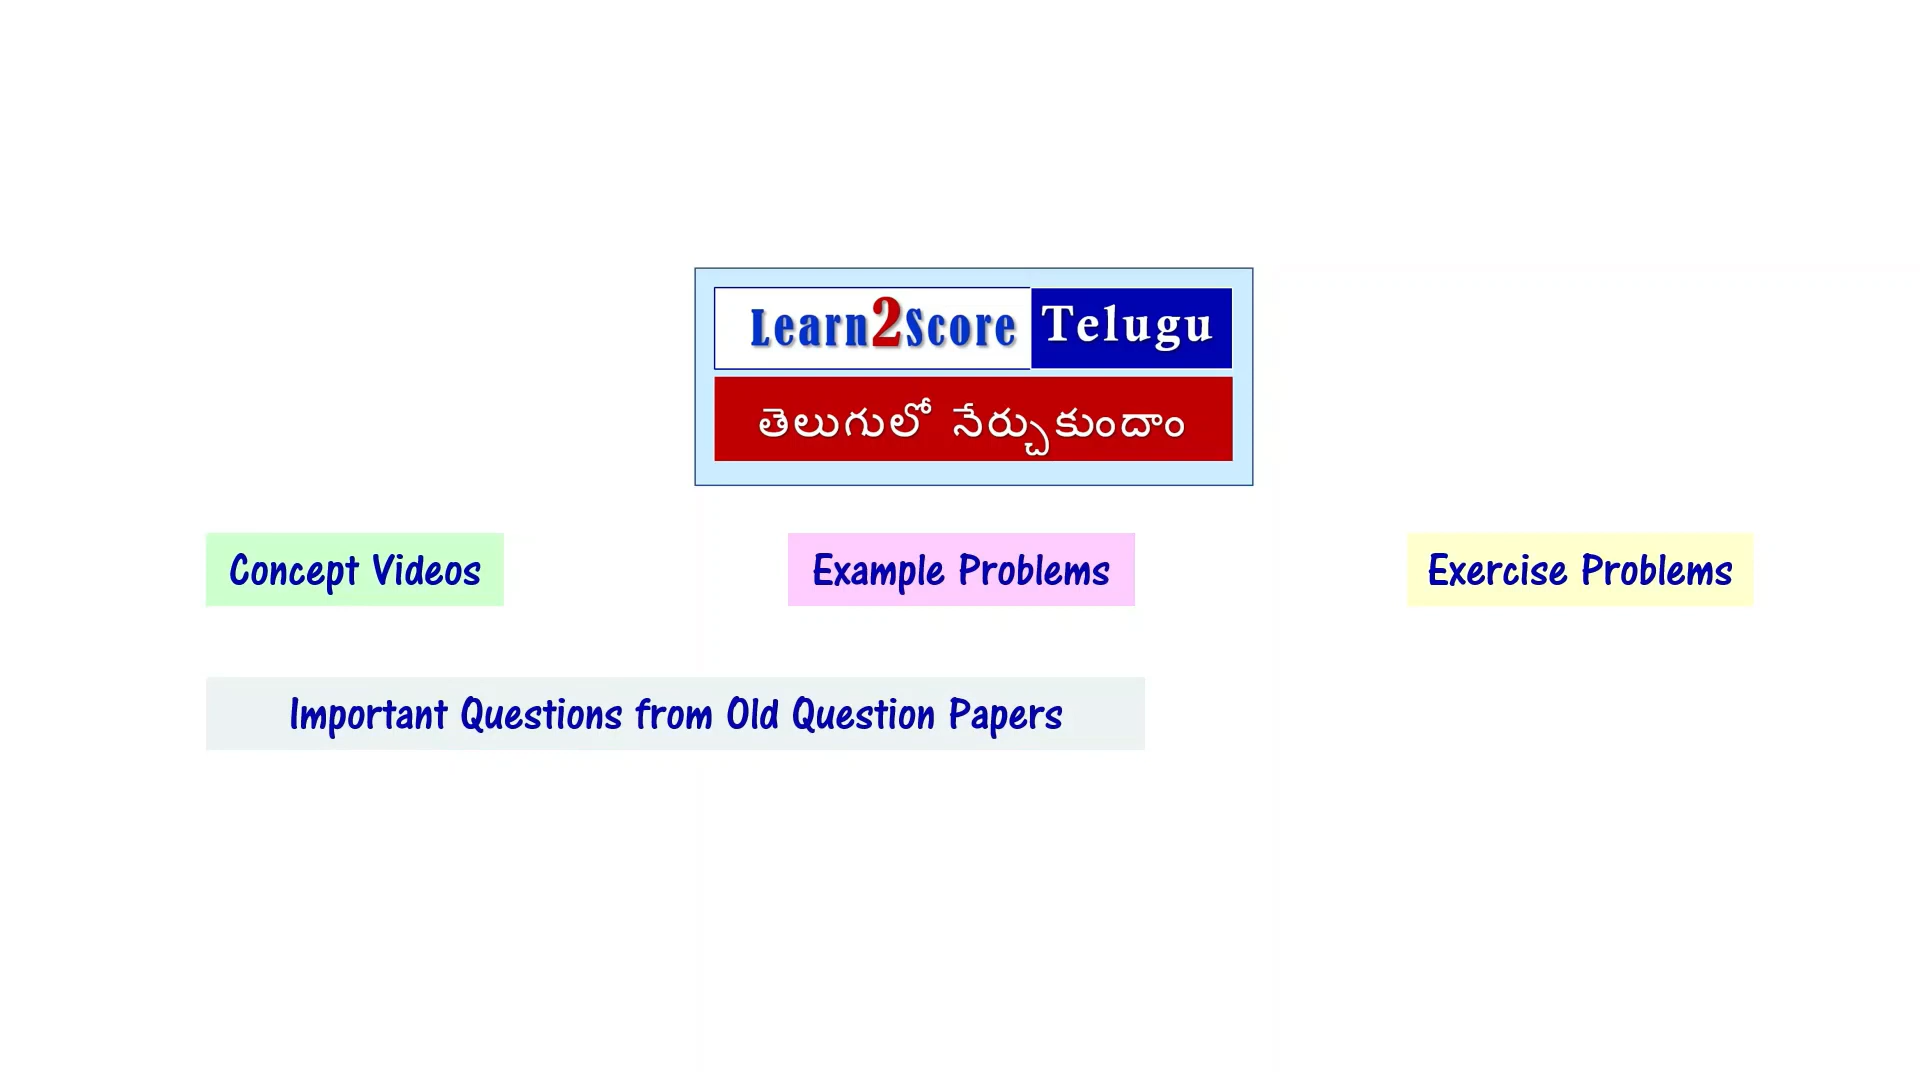 Learn2Score Telugu
తెలుగులో నేర్చుకుందాం
Concept Videos
Example Problems
Exercise Problems
Important Questions from Old Question Papers